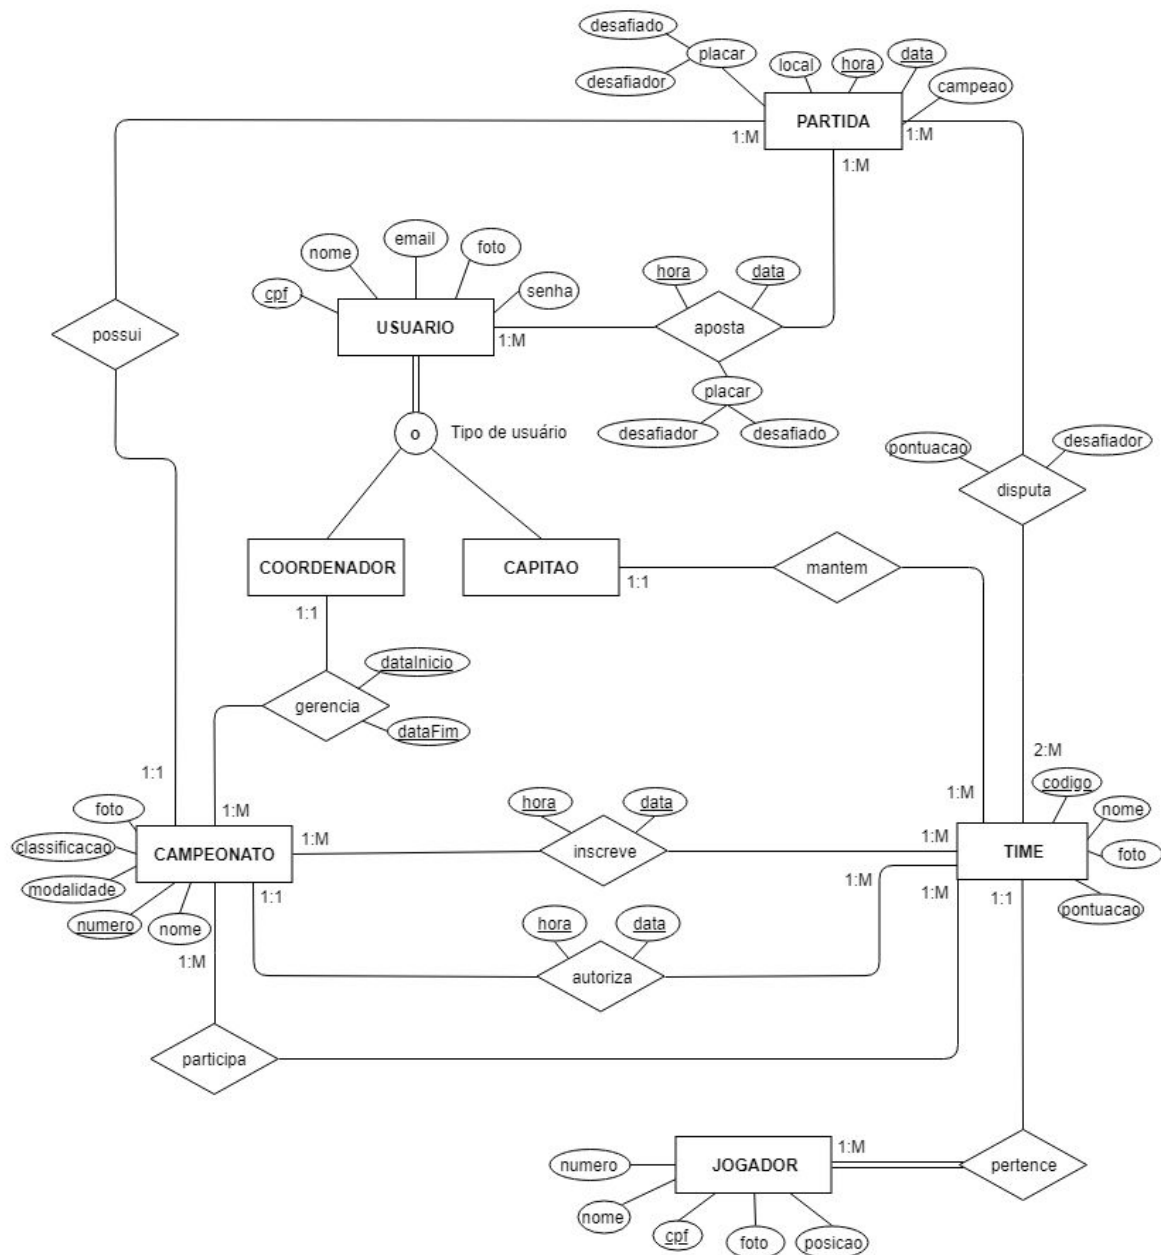 desafiado
placar
desafiador
local
hora
data
campeao
PARTIDA
1:M
1:M
1:M
nome
email
foto
cpf
senha
USUARIO
1:M
hora
data
aposta
placar
desafiador
desafiado
possui
o
Tipo de usuário
pontuacao
desafiador
disputa
COORDENADOR
CAPITAO
1:1
1:1
mantem
dataInicio
gerencia
dataFim
1:1
2:M
1:M
1:M
foto
classificacao
modalidade
numero
nome
CAMPEONATO
1:M
1:1
1:M
hora
data
inscreve
1:M
1:M
1:M
codigo
nome
foto
pontuacao
TIME
1:1
hora
data
autoriza
participa
1:M
JOGADOR
numero
nome
cpf
foto
posicao
pertence